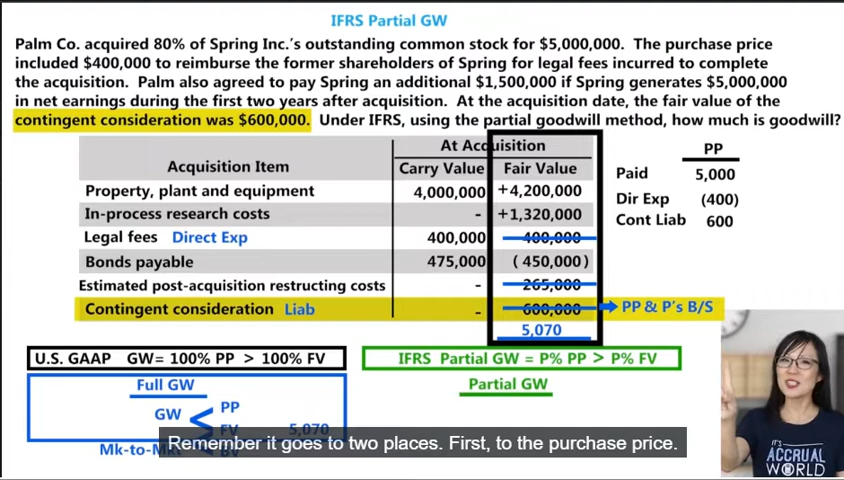 IFRS Partial GW
Palm Co. acquired 80% of Spring Inc.'s outstanding common stock for $5,000,000. The purchase price
included $400,000 to reimburse the former shareholders of Spring for legal fees incurred to complete
the acquisition. Palm also agreed to pay Spring an additional $1,500,000 if Spring generates $5,000,000
in net earnings during the first two years after acquisition. At the acquisition date, the fair value of the
contingent consideration was $600,000. Under IFRS, using the partial goodwill method, how much is goodwill?
At Acquisition
Acquisition Item Carry Value Fair Value
Property, plant and equipment 4,000,000 +4,200,000
In-process research costs - +1,320,000
Legal fees Direct Exp 400,000 400,000
Bonds payable 475,000 (450,000)
Estimated post-acquisition restructing costs - 265,000
Contingent consideration Liab - 600,000 PP & P's B/S
5,070
PP
Paid 5,000
Dir Exp (400)
Cont Liab 600
U.S. GAAP GW= 100% PP > 100% FV
Full GW
GW < PP
FV 5,070
Mk-to-Mkt < BV
IFRS Partial GW = P% PP > P% FV
Partial GW
Remember it goes to two places. First, to the purchase price.
IT'S
ACCRUAL
WORLD